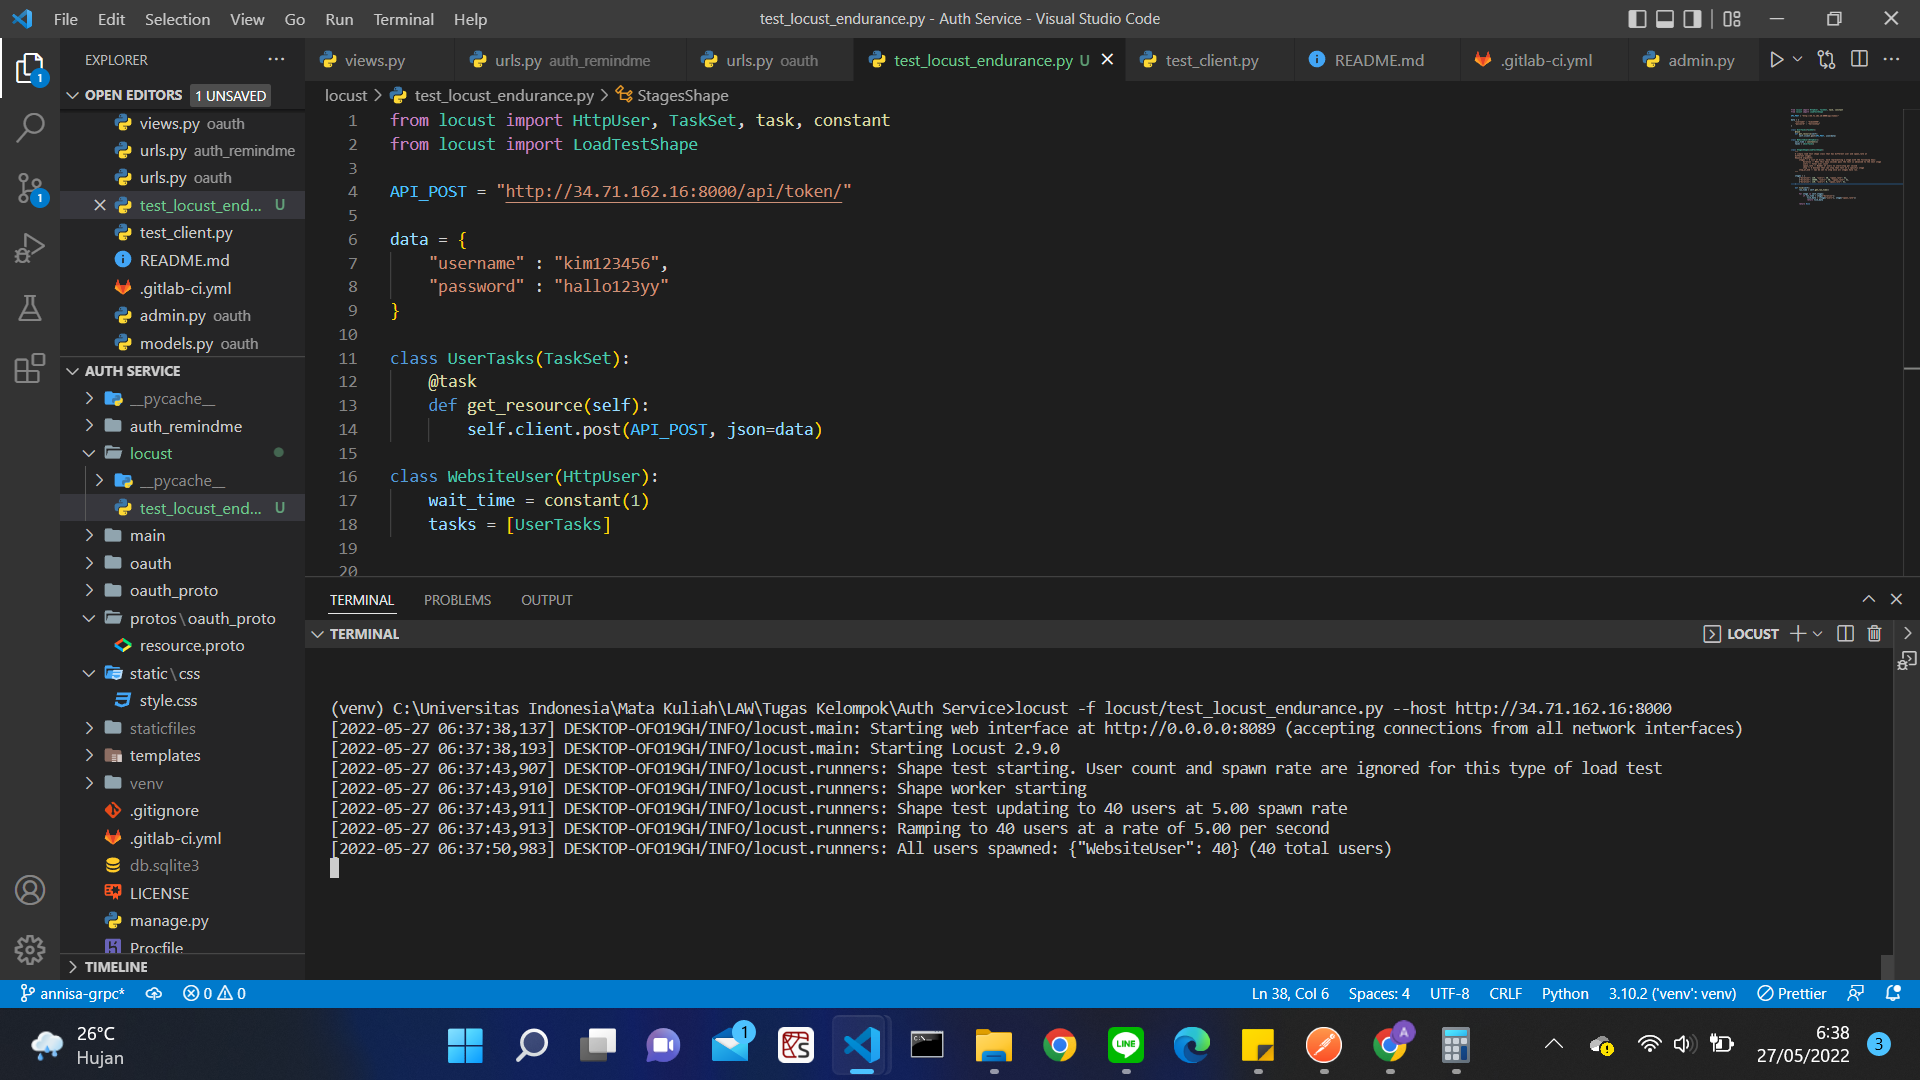 File Edit Selection View Go Run Terminal Help
test_locust_endurance.py - Auth Service - Visual Studio Code
EXPLORER
views.py
urls.py auth_remindme
urls.py oauth
test_locust_endurance.py U
test_client.py
README.md
.gitlab-ci.yml
admin.py
OPEN EDITORS 1 UNSAVED
views.py oauth
urls.py auth_remindme
urls.py oauth
test_locust_end... U
test_client.py
README.md
.gitlab-ci.yml
admin.py oauth
models.py oauth
AUTH SERVICE
__pycache__
auth_remindme
locust
__pycache__
test_locust_end... U
main
oauth
oauth_proto
protos\oauth_proto
resource.proto
static\css
style.css
staticfiles
templates
venv
.gitignore
.gitlab-ci.yml
db.sqlite3
LICENSE
manage.py
Procfile
TIMELINE
locust > test_locust_endurance.py > StagesShape
1 from locust import HttpUser, TaskSet, task, constant
2 from locust import LoadTestShape
3
4 API_POST = "http://34.71.162.16:8000/api/token/"
5
6 data = {
7 "username" : "kim123456",
8 "password" : "hallo123yy"
9 }
10
11 class UserTasks(TaskSet):
12 @task
13 def get_resource(self):
14 self.client.post(API_POST, json=data)
15
16 class WebsiteUser(HttpUser):
17 wait_time = constant(1)
18 tasks = [UserTasks]
19
20
TERMINAL PROBLEMS OUTPUT
TERMINAL
LOCUST
(venv) C:\Universitas Indonesia\Mata Kuliah\LAW\Tugas Kelompok\Auth Service>locust -f locust/test_locust_endurance.py --host http://34.71.162.16:8000
[2022-05-27 06:37:38,137] DESKTOP-OFO19GH/INFO/locust.main: Starting web interface at http://0.0.0.0:8089 (accepting connections from all network interfaces)
[2022-05-27 06:37:38,193] DESKTOP-OFO19GH/INFO/locust.main: Starting Locust 2.9.0
[2022-05-27 06:37:43,907] DESKTOP-OFO19GH/INFO/locust.runners: Shape test starting. User count and spawn rate are ignored for this type of load test
[2022-05-27 06:37:43,910] DESKTOP-OFO19GH/INFO/locust.runners: Shape worker starting
[2022-05-27 06:37:43,911] DESKTOP-OFO19GH/INFO/locust.runners: Shape test updating to 40 users at 5.00 spawn rate
[2022-05-27 06:37:43,913] DESKTOP-OFO19GH/INFO/locust.runners: Ramping to 40 users at a rate of 5.00 per second
[2022-05-27 06:37:50,983] DESKTOP-OFO19GH/INFO/locust.runners: All users spawned: {"WebsiteUser": 40} (40 total users)
annisa-grpc* 0 0
Ln 38, Col 6 Spaces: 4 UTF-8 CRLF Python 3.10.2 ('venv': venv) Prettier
26°C
Hujan
1
LINE
A
6:38
27/05/2022
3